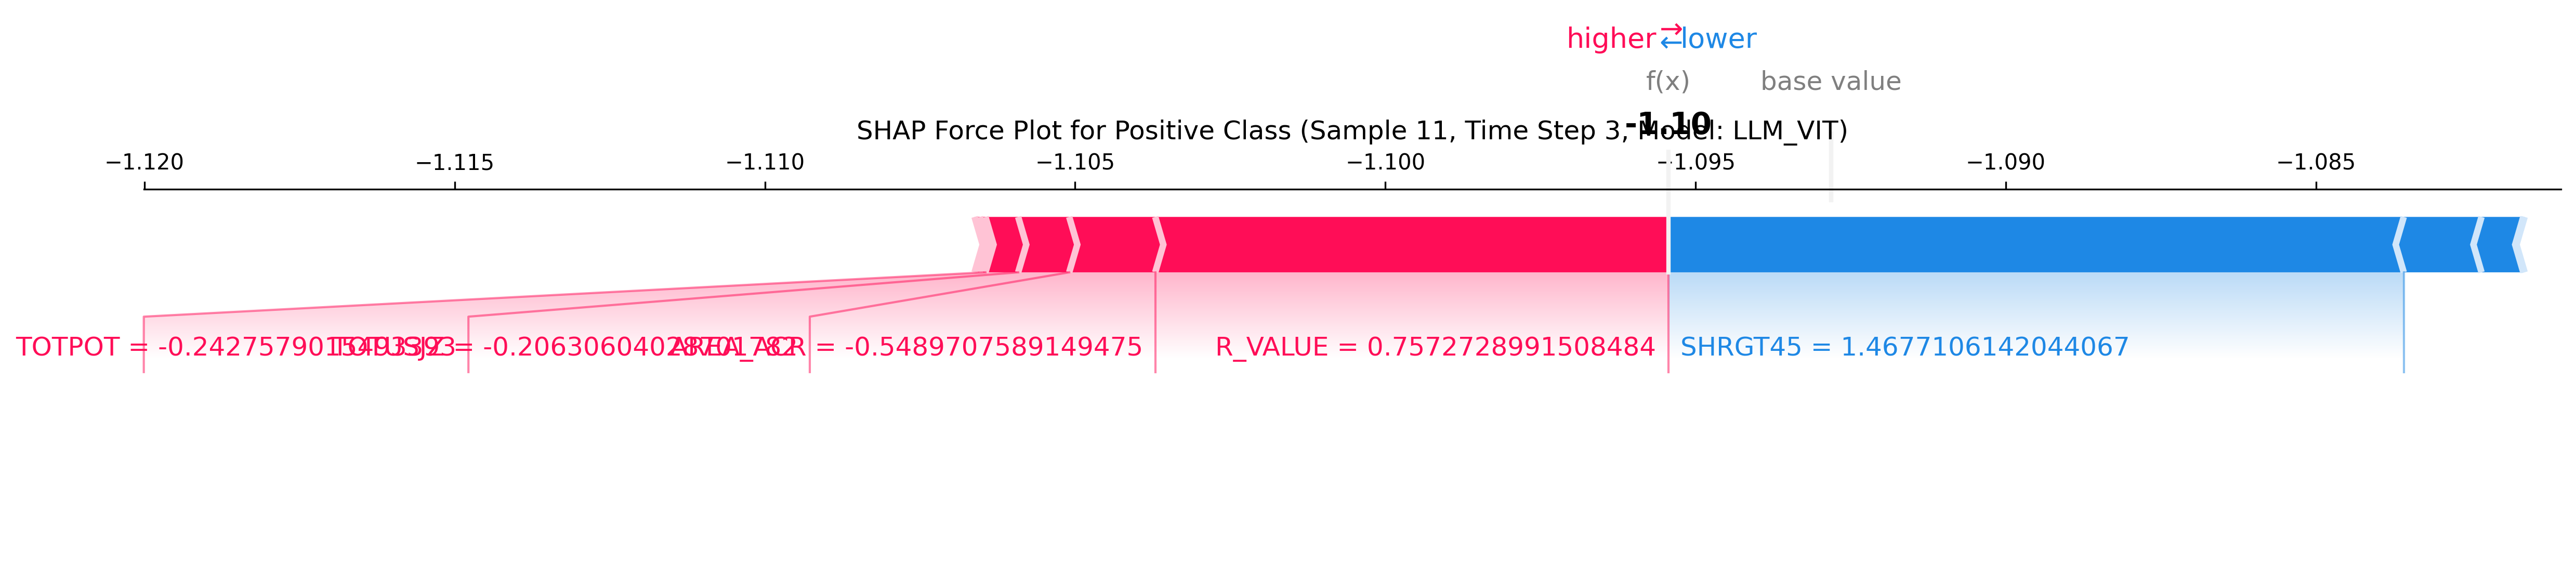 higher ⇄ lower
f(x) base value
-1.10
SHAP Force Plot for Positive Class (Sample 11, Time Step 3, Model: LLM_VIT)
−1.120 −1.115 −1.110 −1.105 −1.100 −1.095 −1.090 −1.085
TOTPOT = -0.2427579015493393 TOTUSJZ = -0.20630604028701782 AREA_ACR = -0.5489707589149475 R_VALUE = 0.7572728991508484 SHRGT45 = 1.4677106142044067